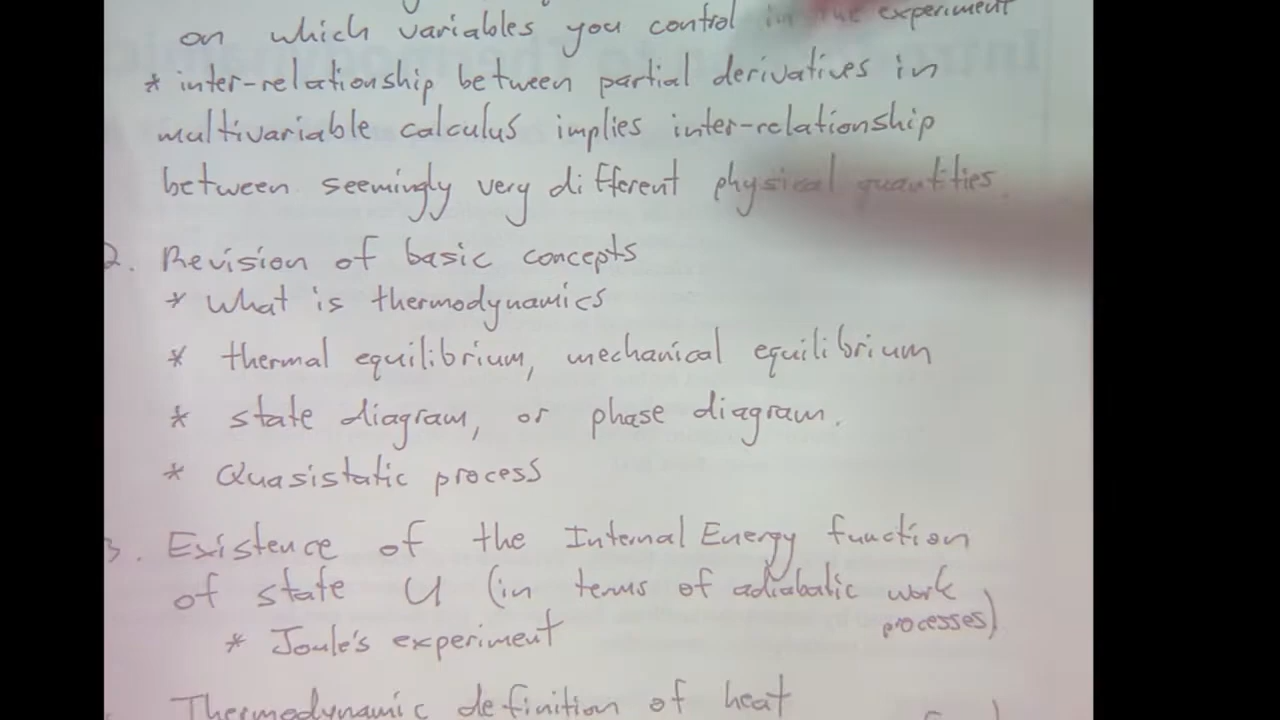 on which variables you control in the experiment
* inter-relationship between partial derivatives in
multivariable calculus implies inter-relationship
between seemingly very different physical quantities.
2. Revision of basic concepts
* What is thermodynamics
* thermal equilibrium, mechanical equilibrium
* state diagram, or phase diagram.
* Quasistatic process
3. Existence of the Internal Energy function
of state U (in terms of adiabatic work
processes)
* Joule's experiment
Thermodynamic definition of heat